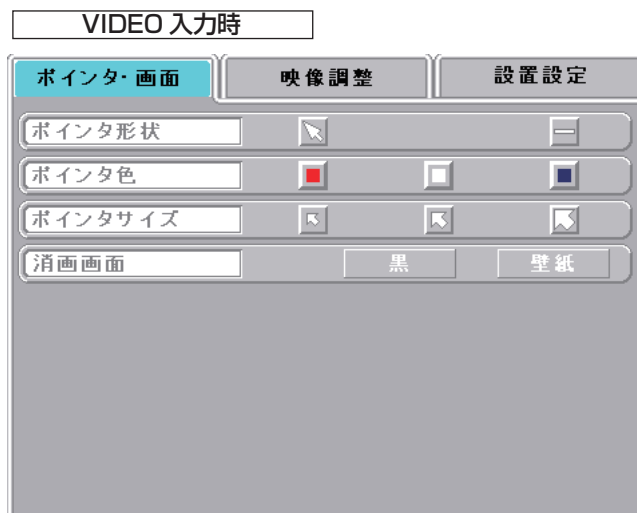 VIDEO 入力時
ポインタ・画面 映像調整 設置設定
ポインタ形状
ポインタ色
ポインタサイズ
消画画面 黒 壁紙